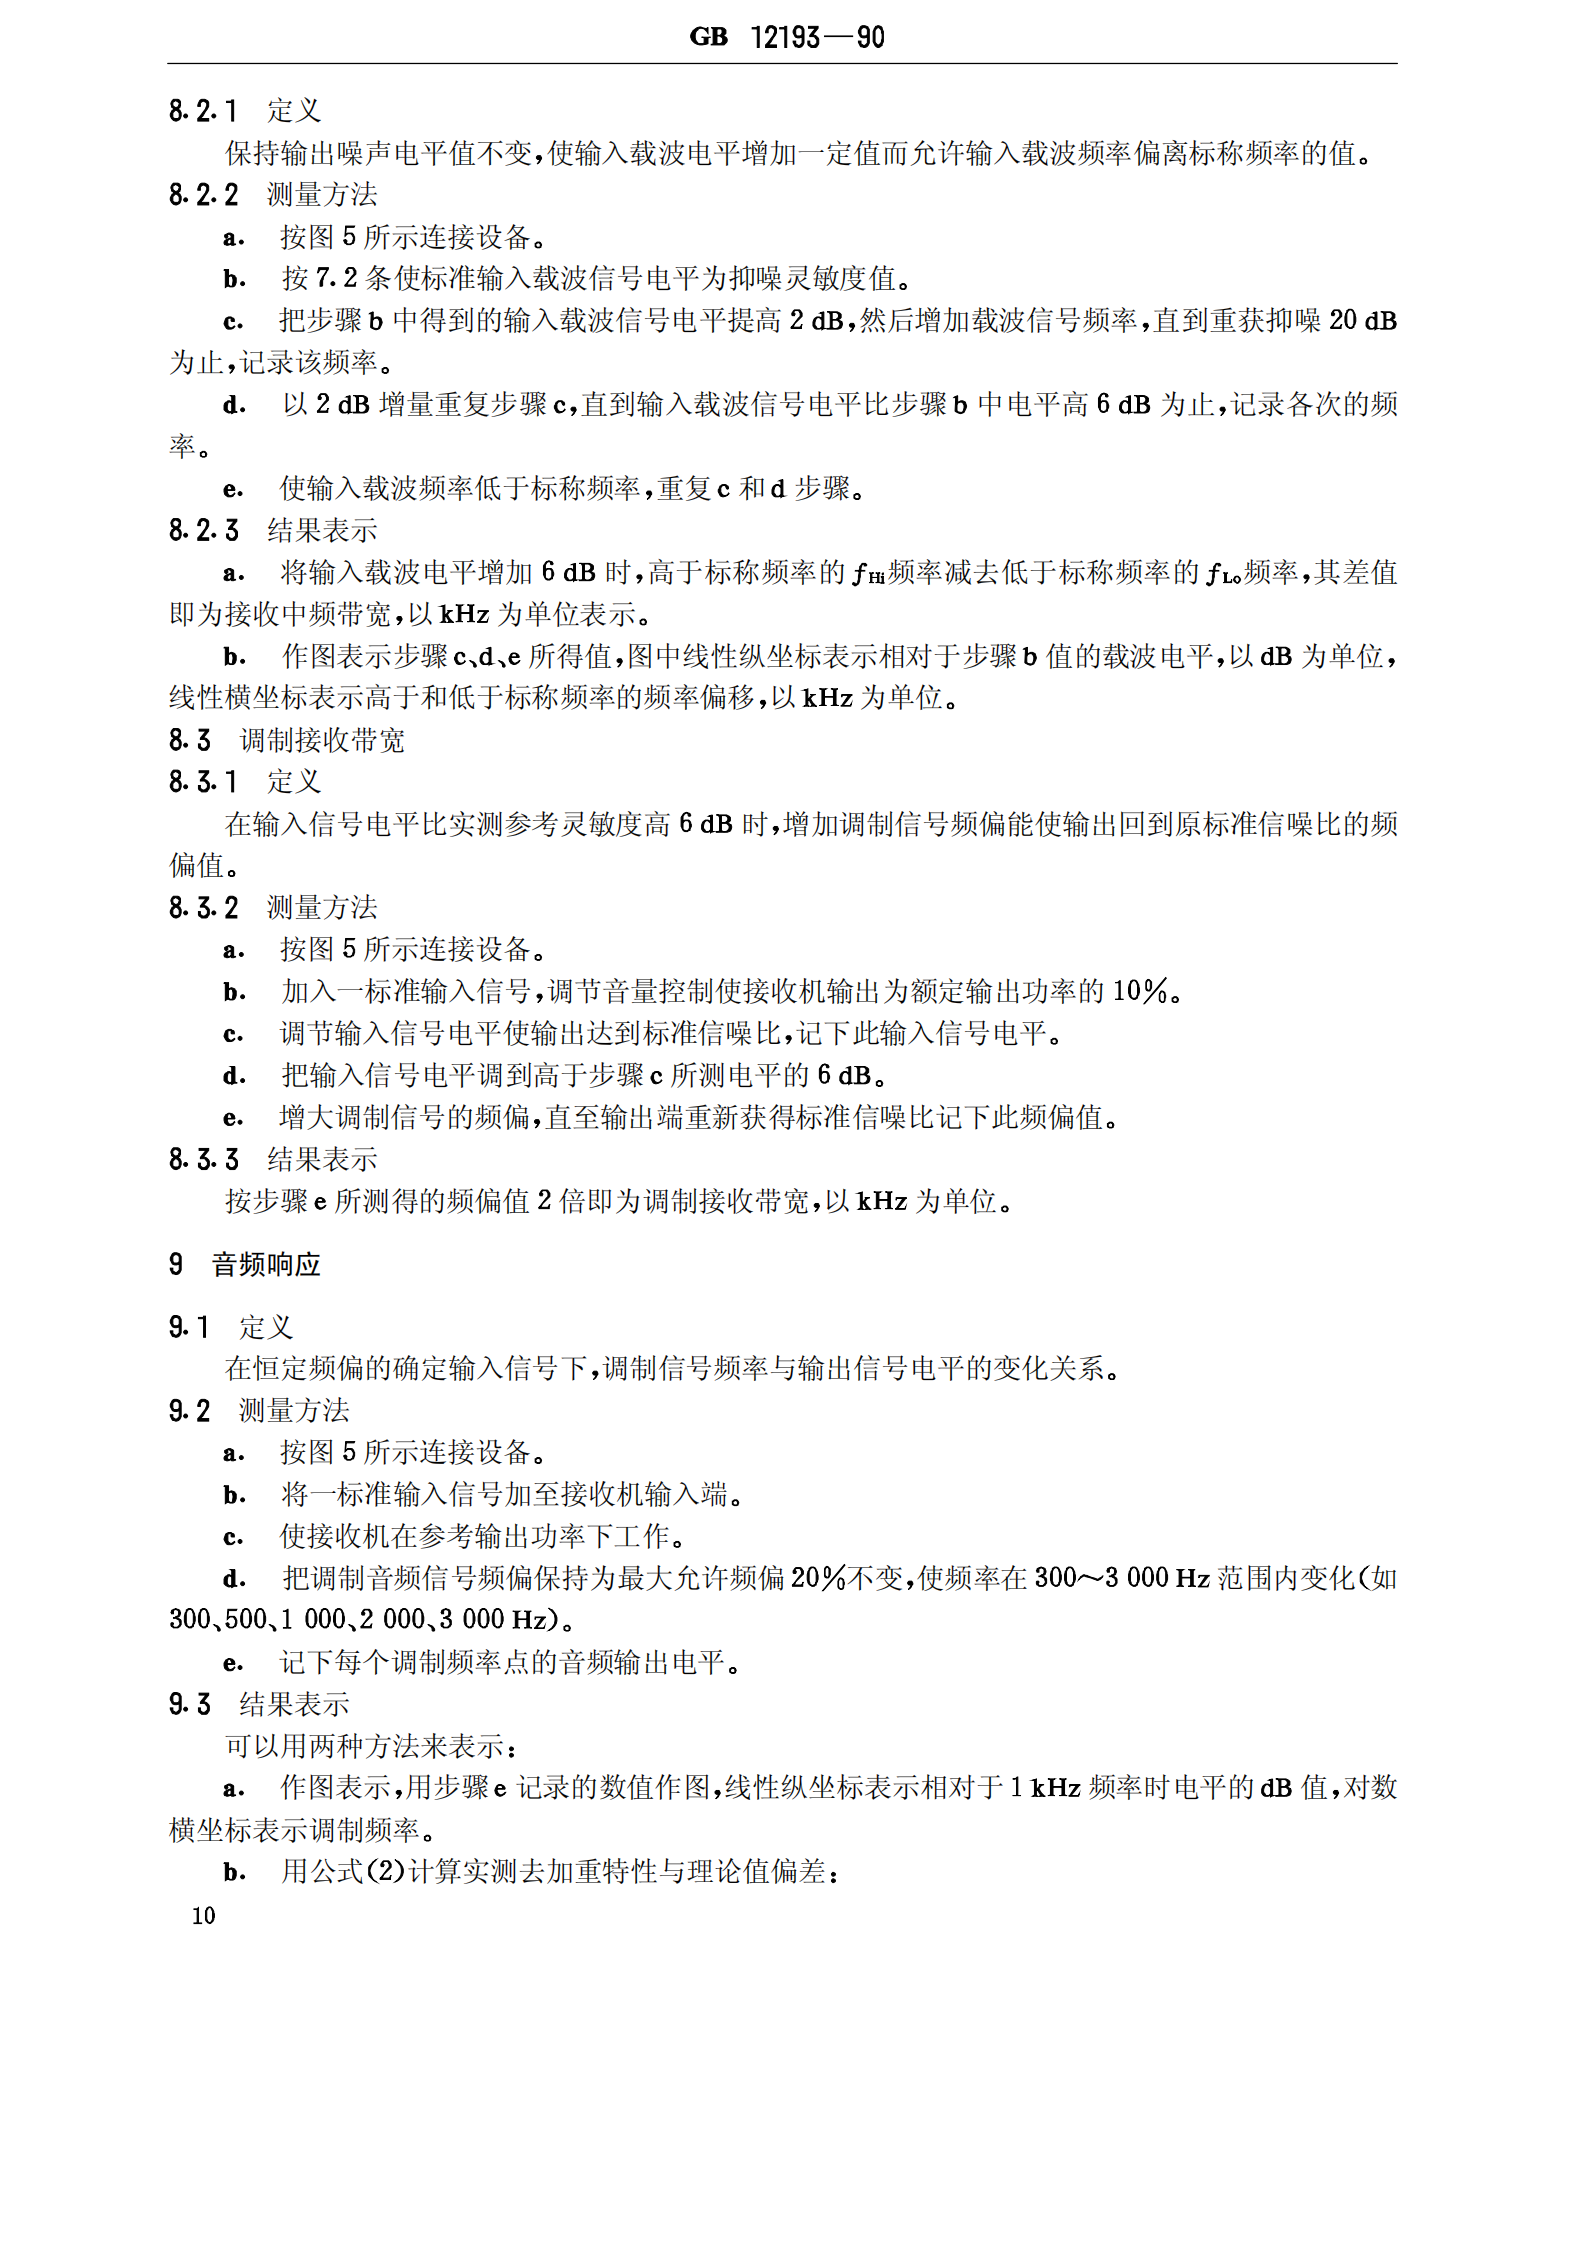 GB 12193—90
8.2.1 定义
保持输出噪声电平值不变,使输入载波电平增加一定值而允许输入载波频率偏离标称频率的值。
8.2.2 测量方法
a. 按图 5 所示连接设备。
b. 按 7.2 条使标准输入载波信号电平为抑噪灵敏度值。
c. 把步骤 b 中得到的输入载波信号电平提高 2 dB,然后增加载波信号频率,直到重获抑噪 20 dB
为止,记录该频率。
d. 以 2 dB 增量重复步骤 c,直到输入载波信号电平比步骤 b 中电平高 6 dB 为止,记录各次的频
率。
e. 使输入载波频率低于标称频率,重复 c 和 d 步骤。
8.2.3 结果表示
a. 将输入载波电平增加 6 dB 时,高于标称频率的 fHi频率减去低于标称频率的 fLo频率,其差值
即为接收中频带宽,以 kHz 为单位表示。
b. 作图表示步骤 c、d、e 所得值,图中线性纵坐标表示相对于步骤 b 值的载波电平,以 dB 为单位,
线性横坐标表示高于和低于标称频率的频率偏移,以 kHz 为单位。
8.3 调制接收带宽
8.3.1 定义
在输入信号电平比实测参考灵敏度高 6 dB 时,增加调制信号频偏能使输出回到原标准信噪比的频
偏值。
8.3.2 测量方法
a. 按图 5 所示连接设备。
b. 加入一标准输入信号,调节音量控制使接收机输出为额定输出功率的 10%。
c. 调节输入信号电平使输出达到标准信噪比,记下此输入信号电平。
d. 把输入信号电平调到高于步骤 c 所测电平的 6 dB。
e. 增大调制信号的频偏,直至输出端重新获得标准信噪比记下此频偏值。
8.3.3 结果表示
按步骤 e 所测得的频偏值 2 倍即为调制接收带宽,以 kHz 为单位。
9 音频响应
9.1 定义
在恒定频偏的确定输入信号下,调制信号频率与输出信号电平的变化关系。
9.2 测量方法
a. 按图 5 所示连接设备。
b. 将一标准输入信号加至接收机输入端。
c. 使接收机在参考输出功率下工作。
d. 把调制音频信号频偏保持为最大允许频偏 20%不变,使频率在 300~3 000 Hz 范围内变化(如
300、500、1 000、2 000、3 000 Hz)。
e. 记下每个调制频率点的音频输出电平。
9.3 结果表示
可以用两种方法来表示:
a. 作图表示,用步骤 e 记录的数值作图,线性纵坐标表示相对于 1 kHz 频率时电平的 dB 值,对数
横坐标表示调制频率。
b. 用公式(2)计算实测去加重特性与理论值偏差:
10